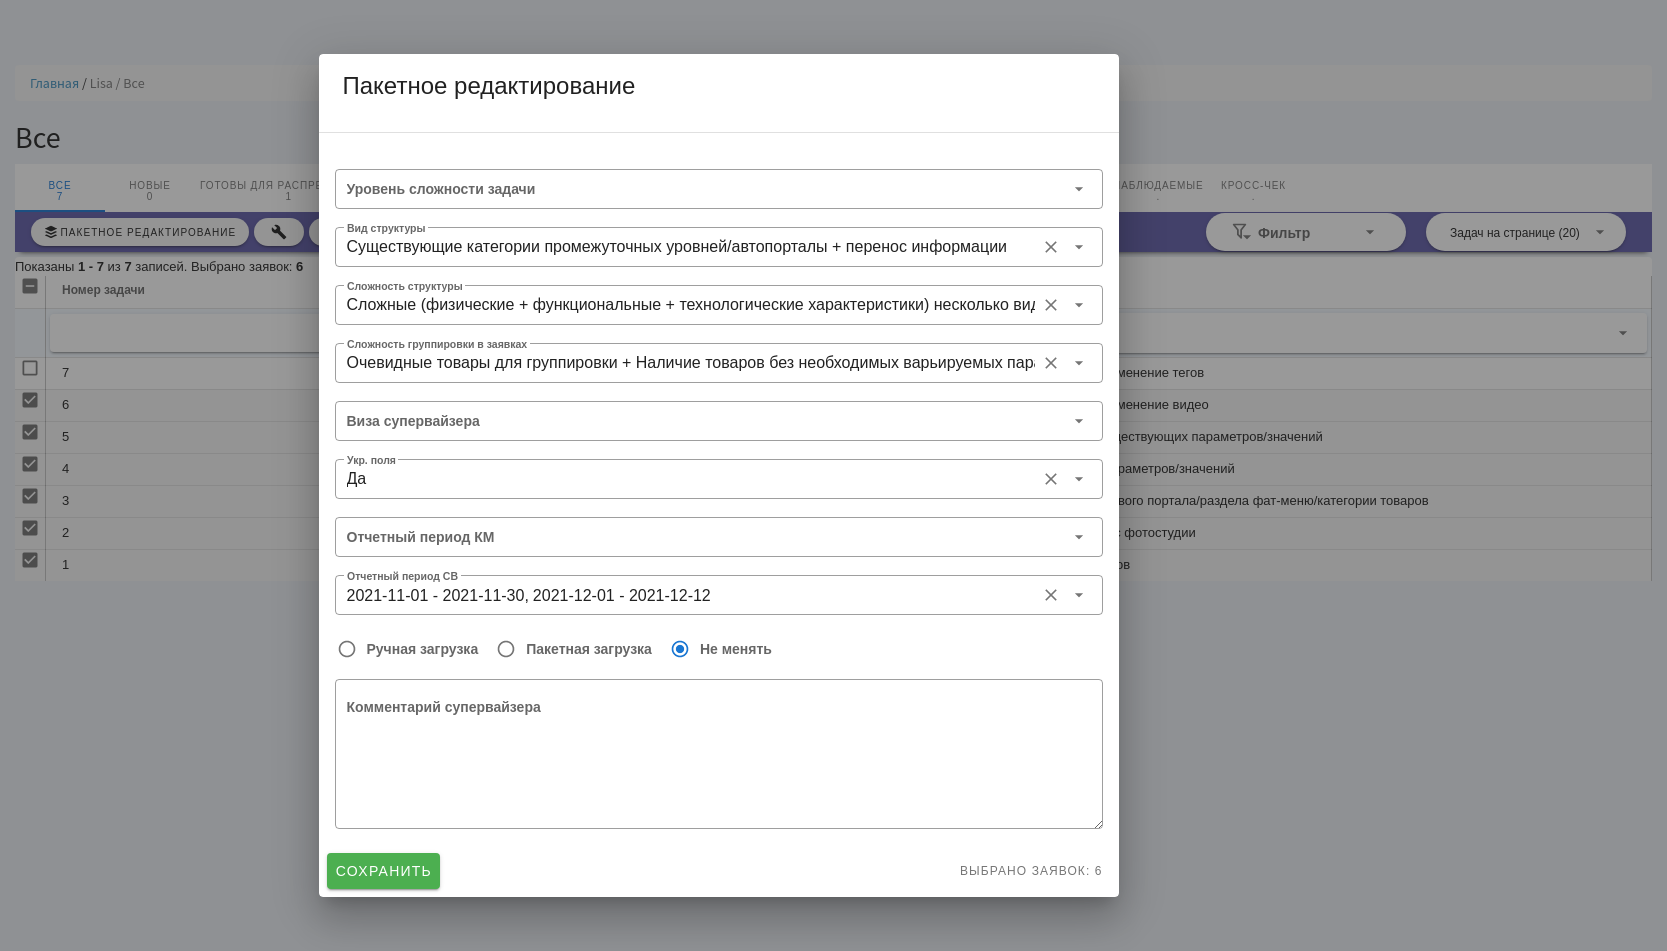 Пакетное редактирование
Главная / Lisa / Все
Все
ВСЕ
7
НОВЫЕ
0
ГОТОВЫ ДЛЯ РАСПРЕ
1
АБЛЮДАЕМЫЕ
.
КРОСС-ЧЕК
.
ПАКЕТНОЕ РЕДАКТИРОВАНИЕ
Фильтр
Задач на странице (20)
Показаны 1 - 7 из 7 записей. Выбрано заявок: 6
Номер задачи
7
менение тегов
6
менение видео
5
ествующих параметров/значений
4
раметров/значений
3
вого портала/раздела фат-меню/категории товаров
2
с фотостудии
1
ов
Уровень сложности задачи
Вид структуры
Существующие категории промежуточных уровней/автопорталы + перенос информации
Сложность структуры
Сложные (физические + функциональные + технологические характеристики) несколько вид
Сложность группировки в заявках
Очевидные товары для группировки + Наличие товаров без необходимых варьируемых пара
Виза супервайзера
Укр. поля
Да
Отчетный период КМ
Отчетный период СВ
2021-11-01 - 2021-11-30, 2021-12-01 - 2021-12-12
Ручная загрузка Пакетная загрузка Не менять
Комментарий супервайзера
СОХРАНИТЬ
ВЫБРАНО ЗАЯВОК: 6